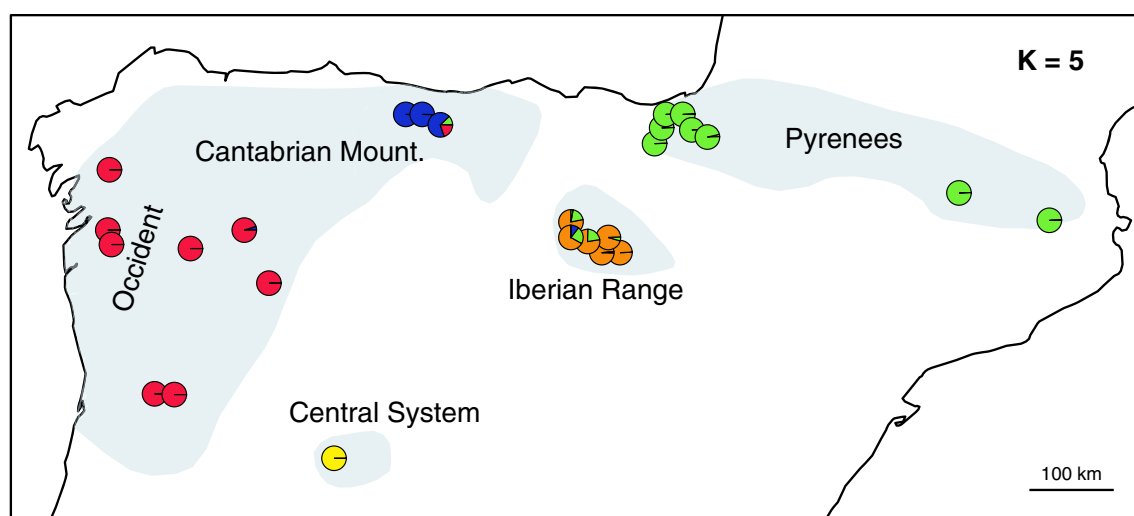 K = 5
Pyrenees
Cantabrian Mount.
Occident
Iberian Range
Central System
100 km